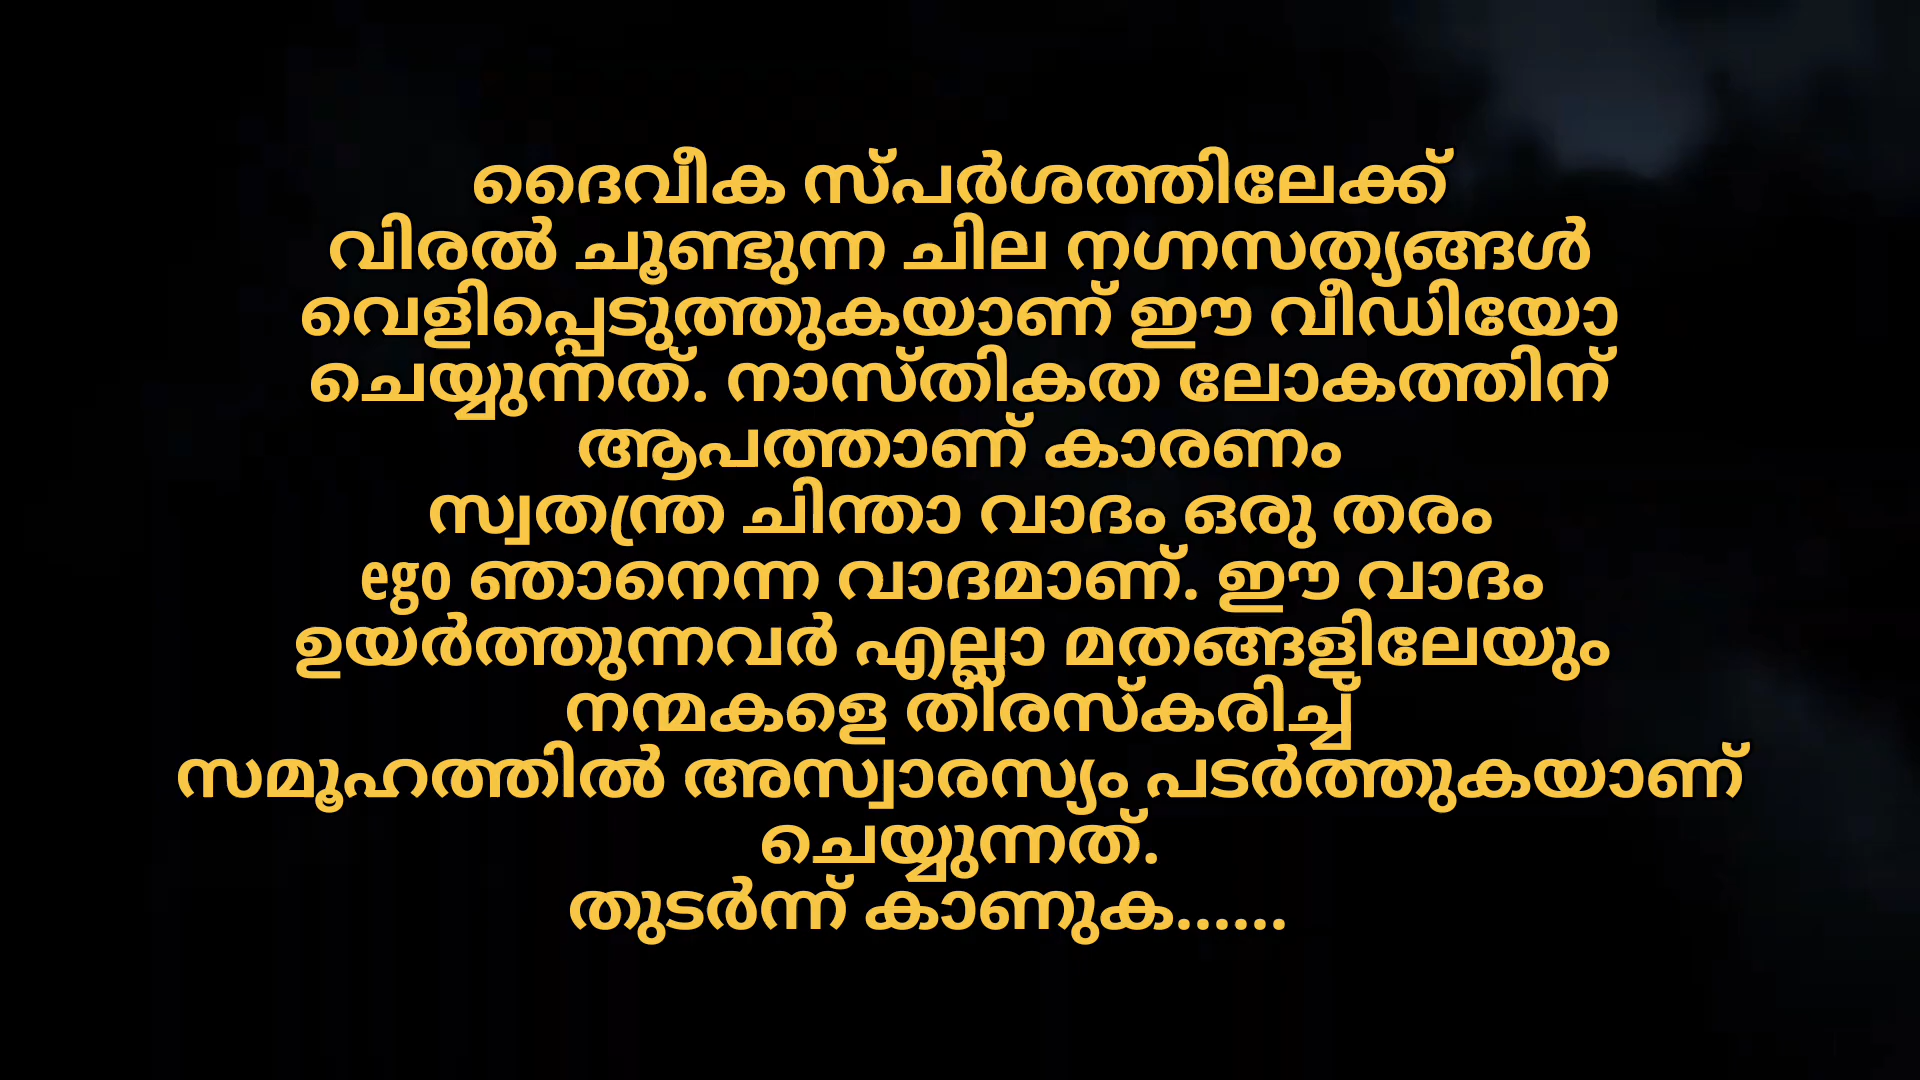 ദൈവീക സ്പർശത്തിലേക്ക്
വിരൽ ചൂണ്ടുന്ന ചില നഗ്നസത്യങ്ങൾ
വെളിപ്പെടുത്തുകയാണ് ഈ വീഡിയോ
ചെയ്യുന്നത്. നാസ്തികത ലോകത്തിന്
ആപത്താണ് കാരണം
സ്വതന്ത്ര ചിന്താ വാദം ഒരു തരം
ego ഞാനെന്ന വാദമാണ്. ഈ വാദം
ഉയർത്തുന്നവർ എല്ലാ മതങ്ങളിലേയും
നന്മകളെ തിരസ്കരിച്ച്
സമൂഹത്തിൽ അസ്വാരസ്യം പടർത്തുകയാണ്
ചെയ്യുന്നത്.
തുടർന്ന് കാണുക......